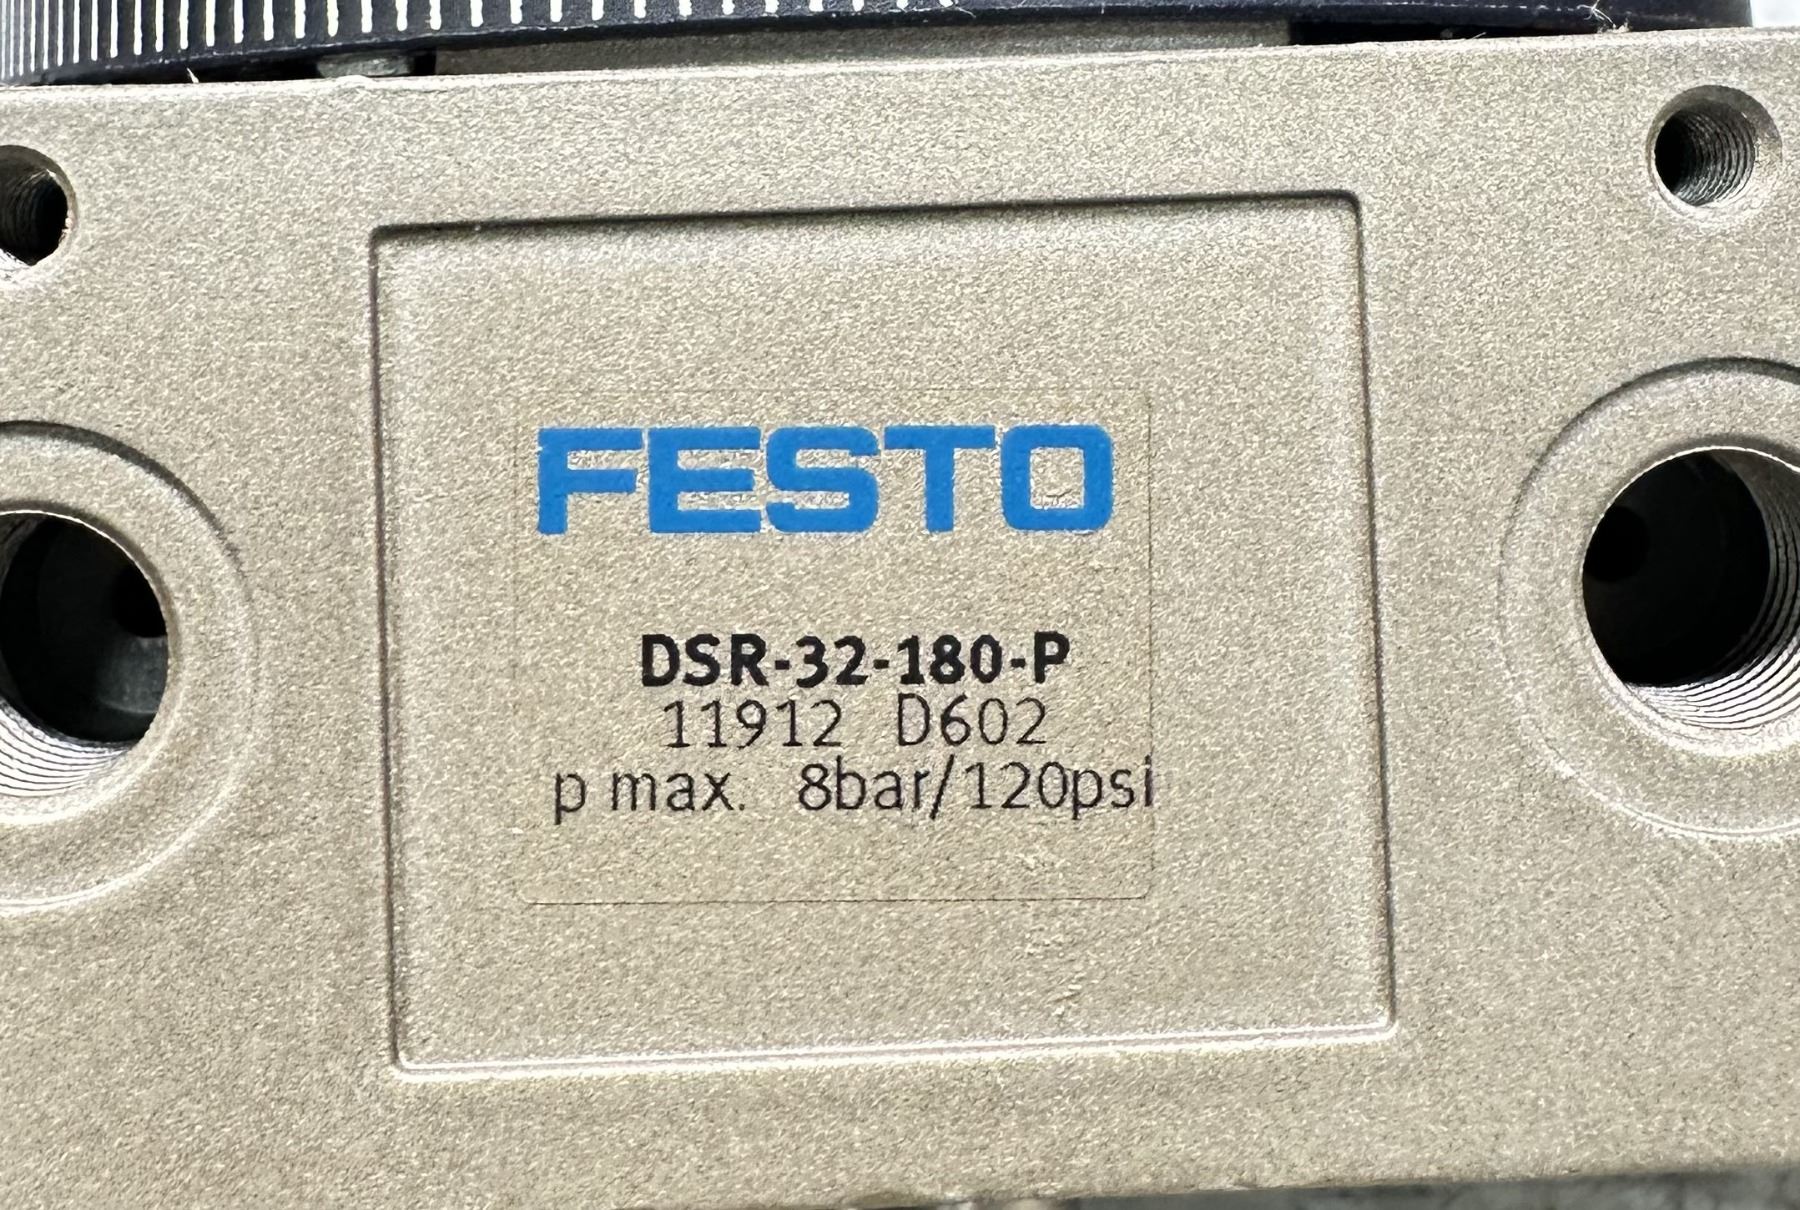 FESTO
DSR-32-180-P
11912 D602
p max. 8bar/120psi